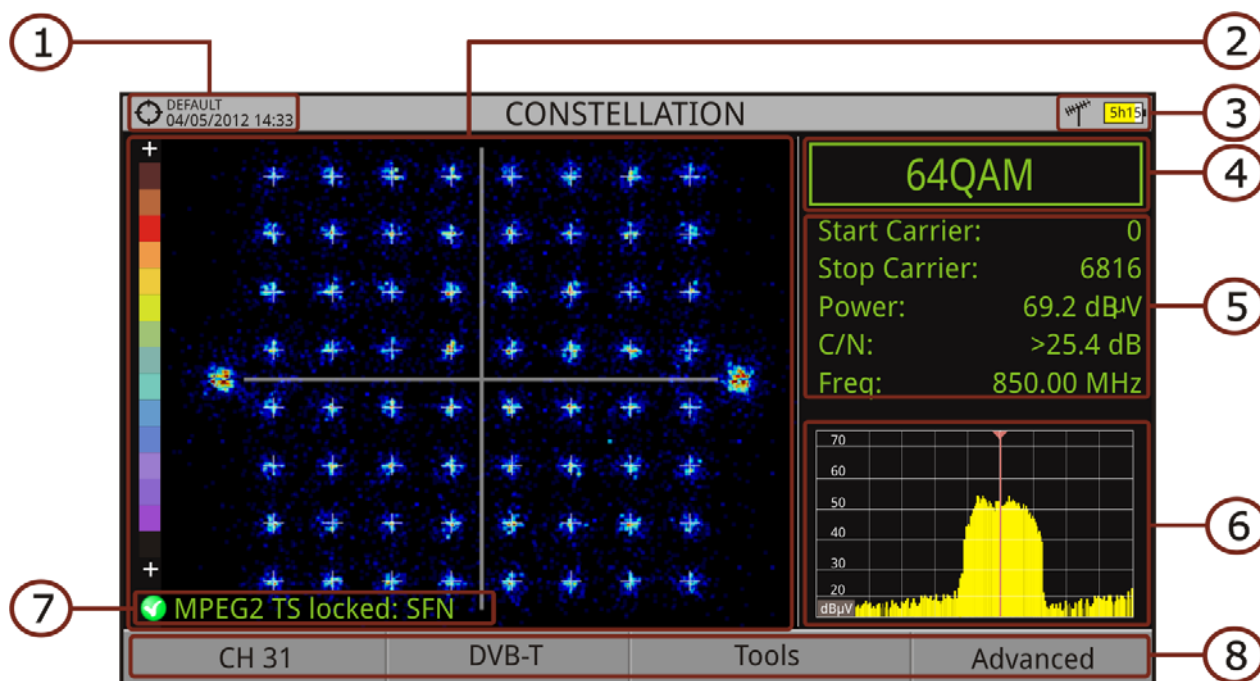 1
2
3
4
5
6
7
8
DEFAULT
04/05/2012 14:33
CONSTELLATION
5h15
+
+
64QAM
Start Carrier: 0
Stop Carrier: 6816
Power: 69.2 dBµV
C/N: >25.4 dB
Freq: 850.00 MHz
70
60
50
40
30
20
dBµV
MPEG2 TS locked: SFN
CH 31
DVB-T
Tools
Advanced